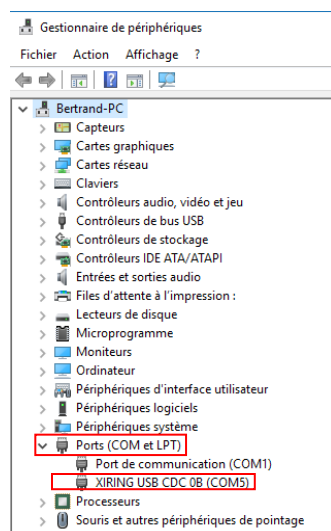 Gestionnaire de périphériques
Fichier Action Affichage ?
Bertrand-PC
Capteurs
Cartes graphiques
Cartes réseau
Claviers
Contrôleurs audio, vidéo et jeu
Contrôleurs de bus USB
Contrôleurs de stockage
Contrôleurs IDE ATA/ATAPI
Entrées et sorties audio
Files d'attente à l'impression :
Lecteurs de disque
Microprogramme
Moniteurs
Ordinateur
Périphériques d'interface utilisateur
Périphériques logiciels
Périphériques système
Ports (COM et LPT)
Port de communication (COM1)
XIRING USB CDC 0B (COM5)
Processeurs
Souris et autres périphériques de pointage